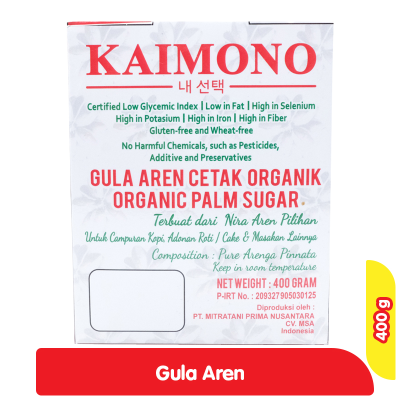 KAIMONO
내 선택
Certified Low Glycemic Index | Low in Fat | High in Selenium
High in Potasium | High in Iron | High in Fiber
Gluten-free and Wheat-free
No Harmful Chemicals, such as Pesticides,
Additive and Preservatives
GULA AREN CETAK ORGANIK
ORGANIC PALM SUGAR
Terbuat dari Nira Aren Pilihan
Untuk Campuran Kopi, Adonan Roti / Cake & Masakan Lainnya
Composition : Pure Arenga Pinnata
Keep in room temperature
NET WEIGHT : 400 GRAM
P-IRT No. : 209327905030125
Diproduksi oleh :
PT. MITRATANI PRIMA NUSANTARA
CV. MSA
Indonesia
400 g
Gula Aren